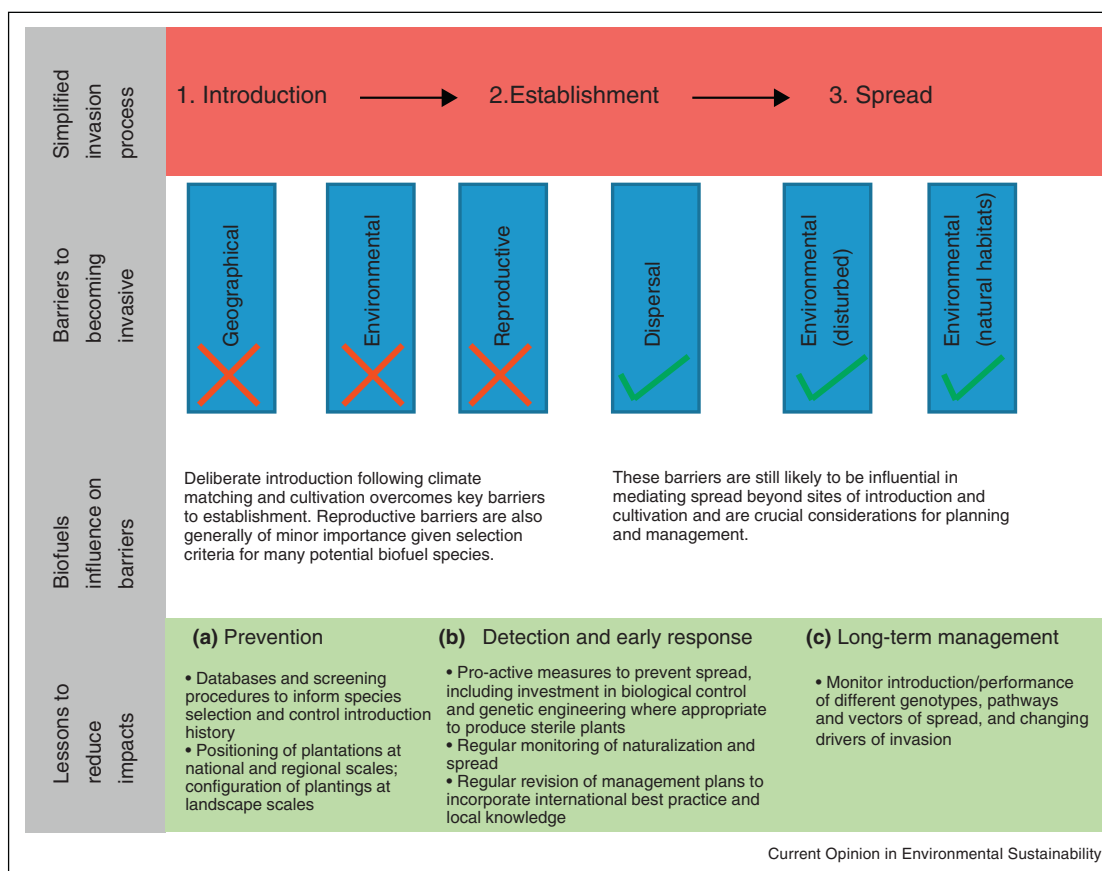 Simplified
invasion
process
1. Introduction
2.Establishment
3. Spread
Barriers to
becoming
invasive
Geographical
Environmental
Reproductive
Dispersal
Environmental
(disturbed)
Environmental
(natural habitats)
Biofuels
influence on
barriers
Deliberate introduction following climate
matching and cultivation overcomes key barriers
to establishment. Reproductive barriers are also
generally of minor importance given selection
criteria for many potential biofuel species.
These barriers are still likely to be influential in
mediating spread beyond sites of introduction and
cultivation and are crucial considerations for planning
and management.
Lessons to
reduce
impacts
(a) Prevention
• Databases and screening
procedures to inform species
selection and control introduction
history
• Positioning of plantations at
national and regional scales;
configuration of plantings at
landscape scales
(b) Detection and early response
• Pro-active measures to prevent spread,
including investment in biological control
and genetic engineering where appropriate
to produce sterile plants
• Regular monitoring of naturalization and
spread
• Regular revision of management plans to
incorporate international best practice and
local knowledge
(c) Long-term management
• Monitor introduction/performance
of different genotypes, pathways
and vectors of spread, and changing
drivers of invasion
Current Opinion in Environmental Sustainability